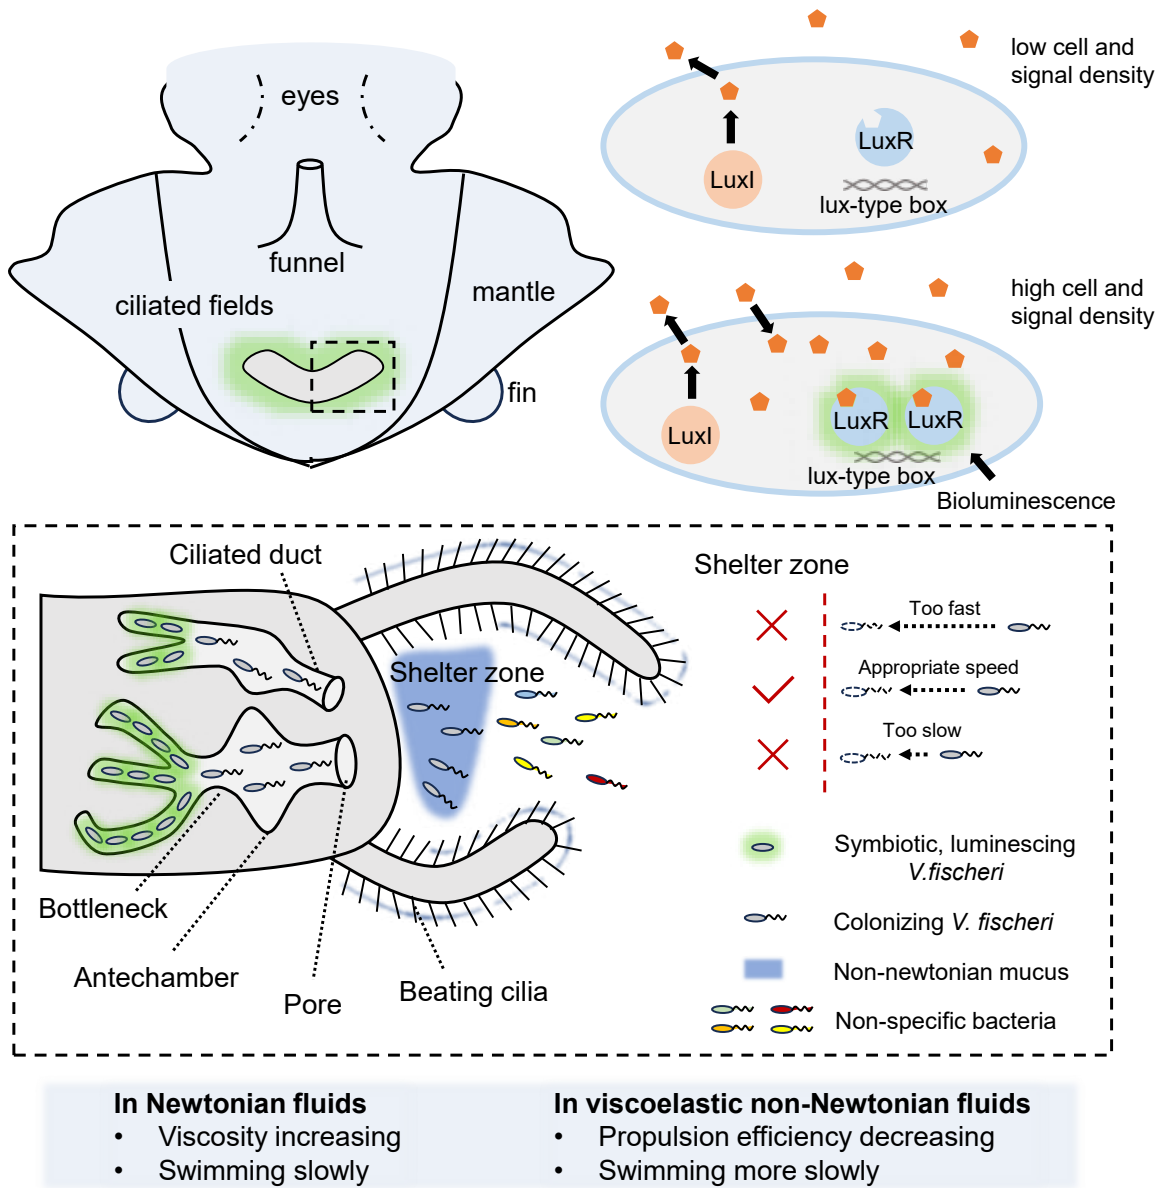 eyes
funnel
ciliated fields
mantle
fin
low cell and
signal density
LuxR
LuxI
lux-type box
high cell and
signal density
LuxR
LuxR
LuxI
lux-type box
Bioluminescence
Ciliated duct
Shelter zone
Bottleneck
Antechamber
Pore
Beating cilia
Shelter zone
Too fast
Appropriate speed
Too slow
Symbiotic, luminescing
V.fischeri
Colonizing V. fischeri
Non-newtonian mucus
Non-specific bacteria
In Newtonian fluids
• Viscosity increasing
• Swimming slowly
In viscoelastic non-Newtonian fluids
• Propulsion efficiency decreasing
• Swimming more slowly